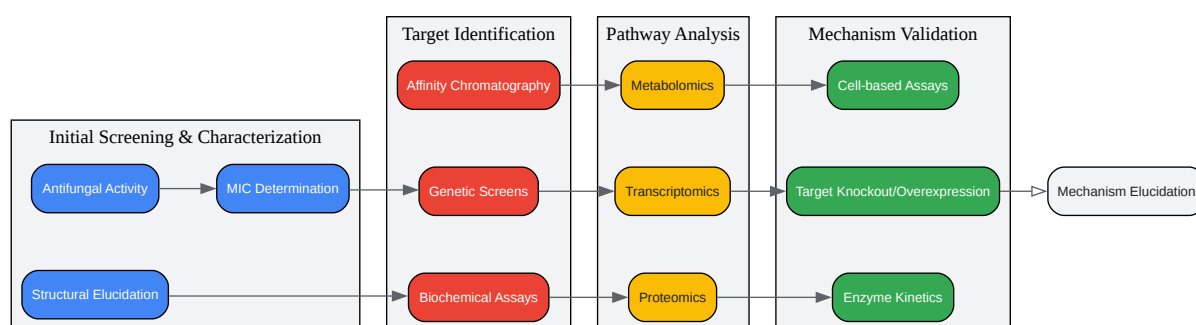 Target Identification
Pathway Analysis
Mechanism Validation
Affinity Chromatography
Metabolomics
Cell-based Assays
Initial Screening & Characterization
Antifungal Activity
MIC Determination
Genetic Screens
Transcriptomics
Target Knockout/Overexpression
Mechanism Elucidation
Structural Elucidation
Biochemical Assays
Proteomics
Enzyme Kinetics